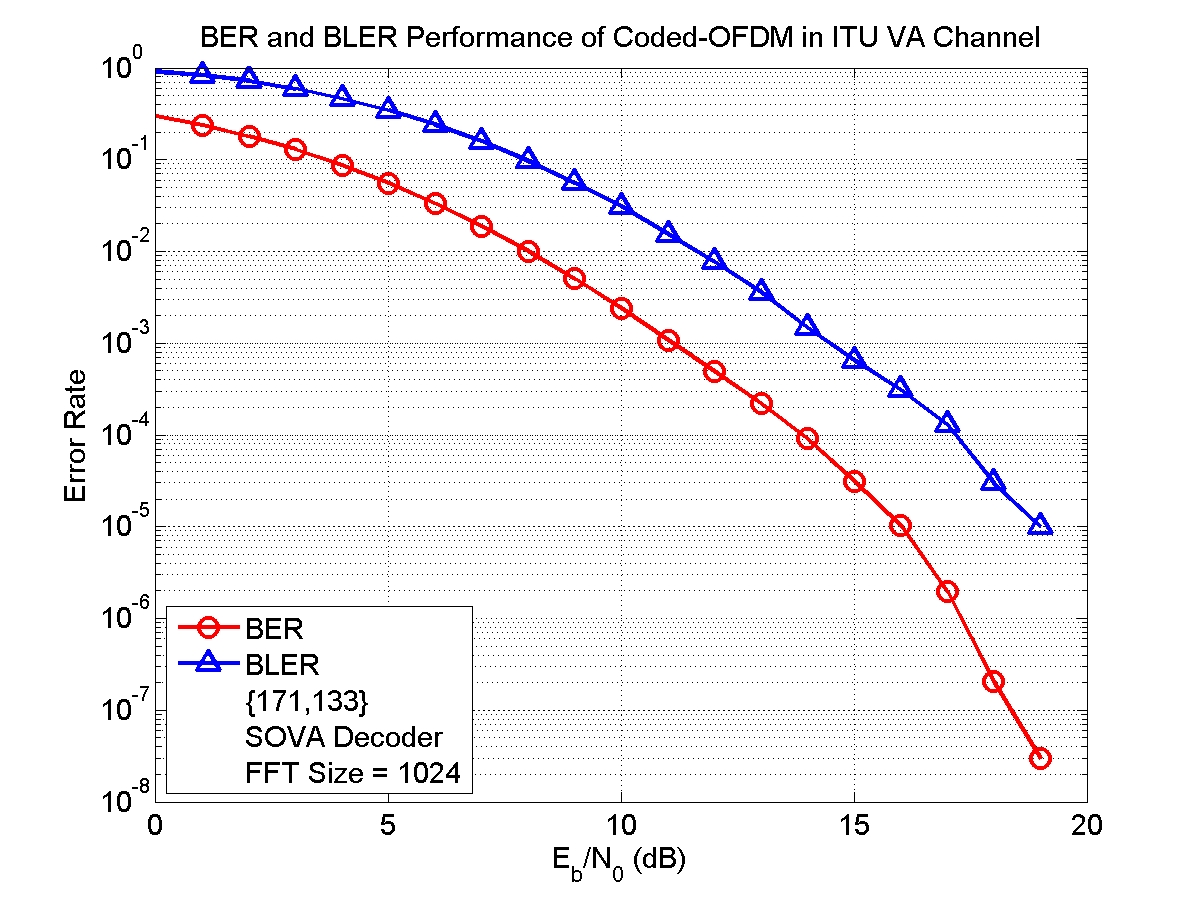 BER and BLER Performance of Coded-OFDM in ITU VA Channel
Error Rate
10^0
10^-1
10^-2
10^-3
10^-4
10^-5
10^-6
10^-7
10^-8
BER
BLER
{171,133}
SOVA Decoder
FFT Size = 1024
0 5 10 15 20
E_b/N_0 (dB)